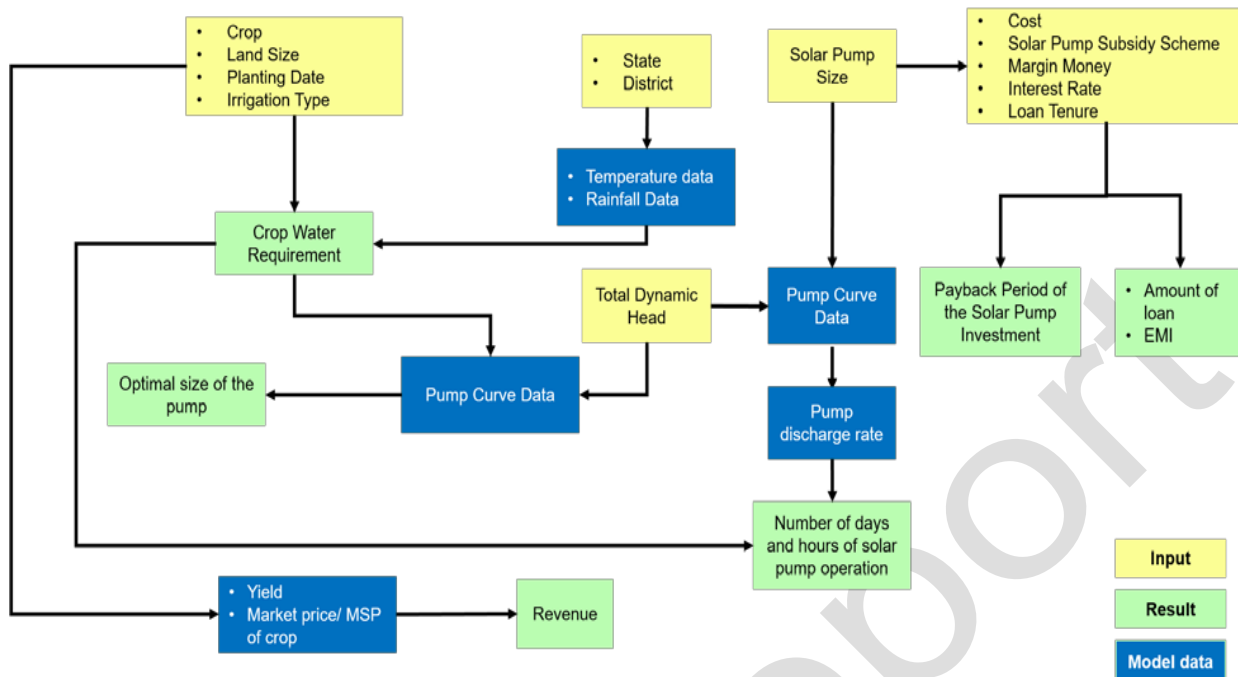 • Crop
• Land Size
• Planting Date
• Irrigation Type
• State
• District
Solar Pump
Size
• Cost
• Solar Pump Subsidy Scheme
• Margin Money
• Interest Rate
• Loan Tenure
• Temperature data
• Rainfall Data
Crop Water
Requirement
Total Dynamic
Head
Pump Curve
Data
Payback Period of
the Solar Pump
Investment
• Amount of
loan
• EMI
Optimal size of the
pump
Pump Curve Data
Pump
discharge rate
Number of days
and hours of solar
pump operation
• Yield
• Market price/ MSP
of crop
Revenue
Input
Result
Model data
port